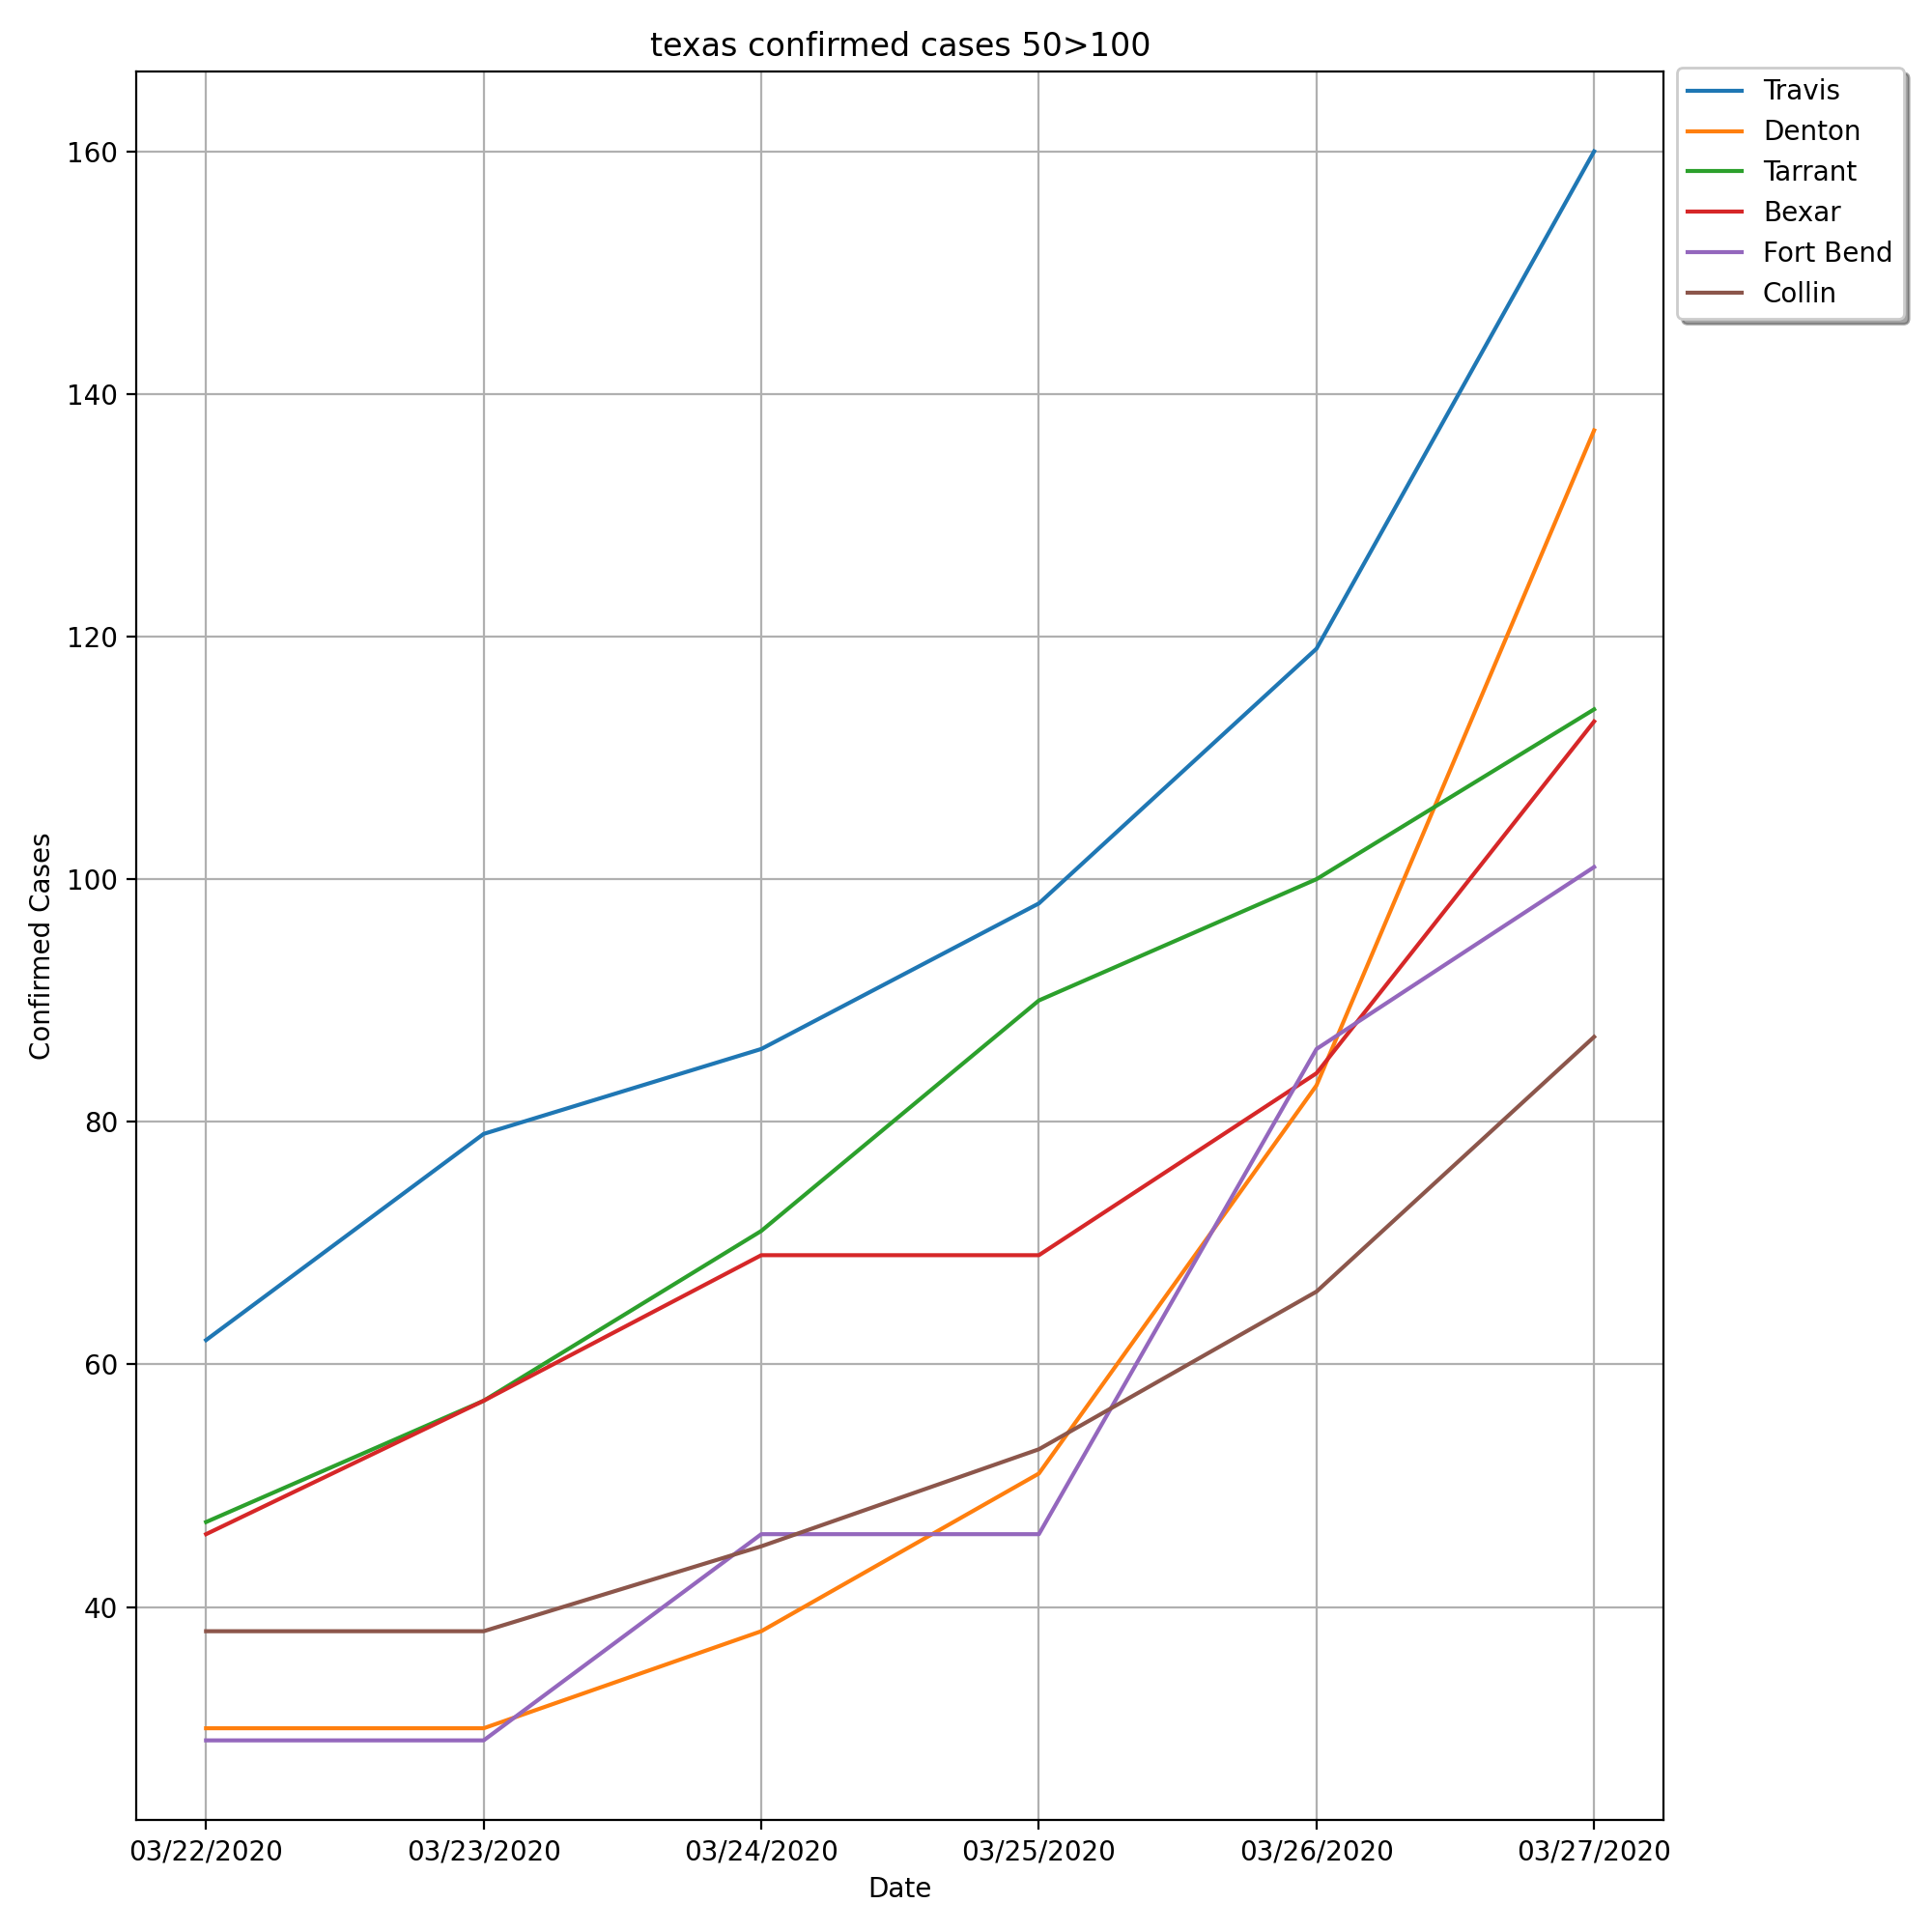 texas confirmed cases 50>100
Travis
Denton
Tarrant
Bexar
Fort Bend
Collin
160
140
120
100
80
60
40
Confirmed Cases
03/22/2020 03/23/2020 03/24/2020 03/25/2020 03/26/2020 03/27/2020
Date